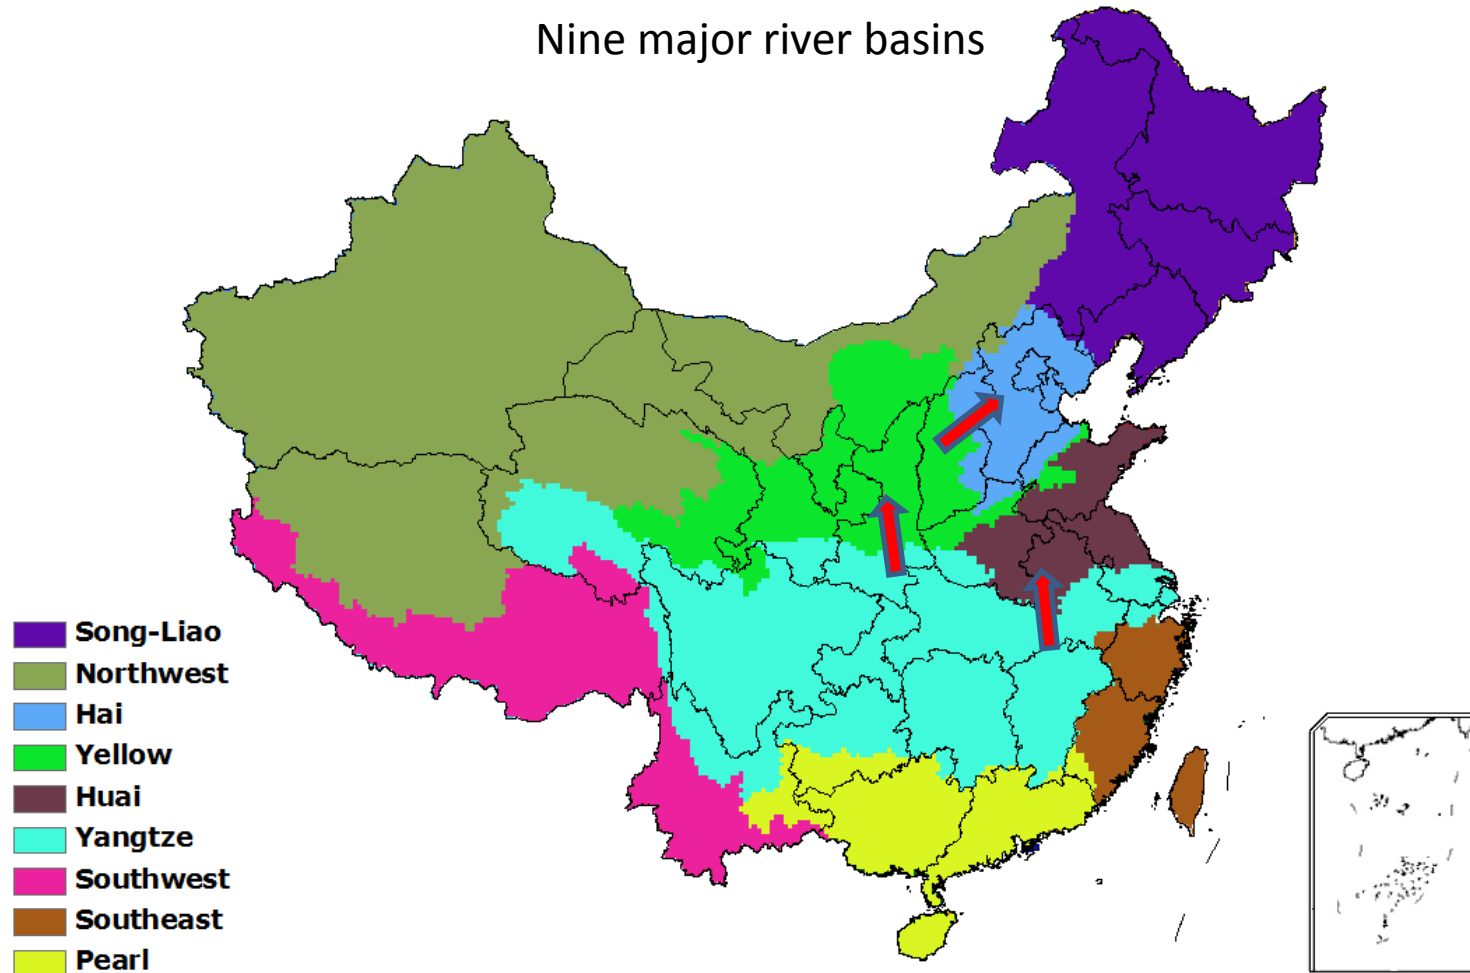 Nine major river basins
Song-Liao
Northwest
Hai
Yellow
Huai
Yangtze
Southwest
Southeast
Pearl